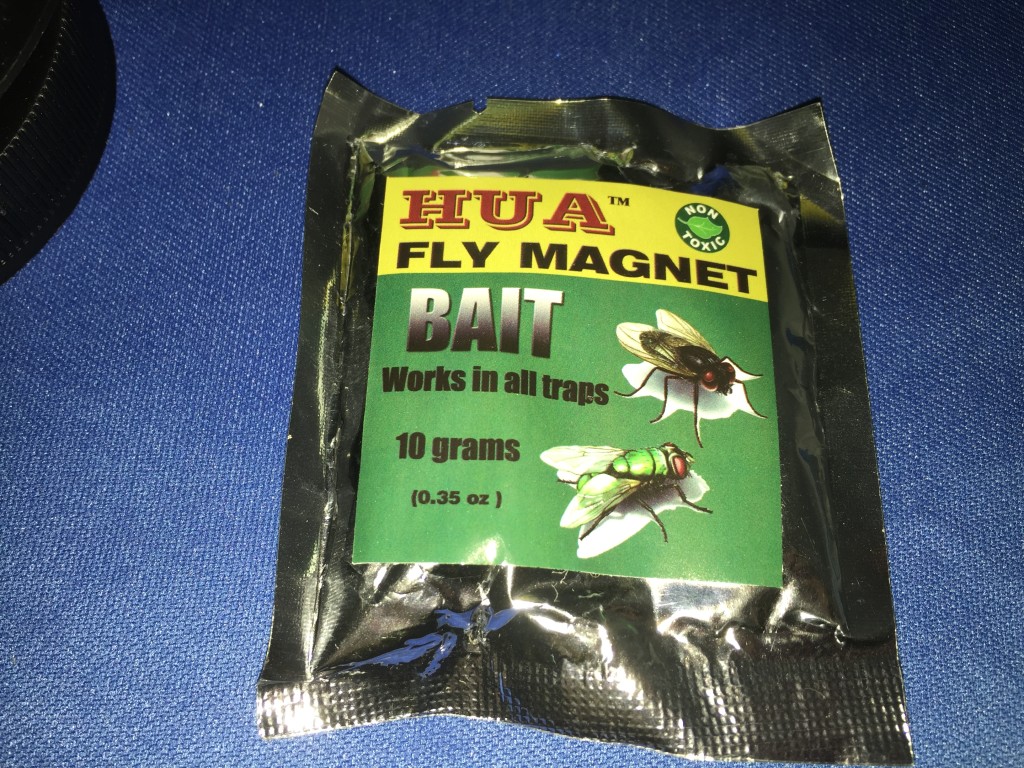 HUA™
NON
TOXIC
FLY MAGNET
BAIT
Works in all traps
10 grams
(0.35 oz )